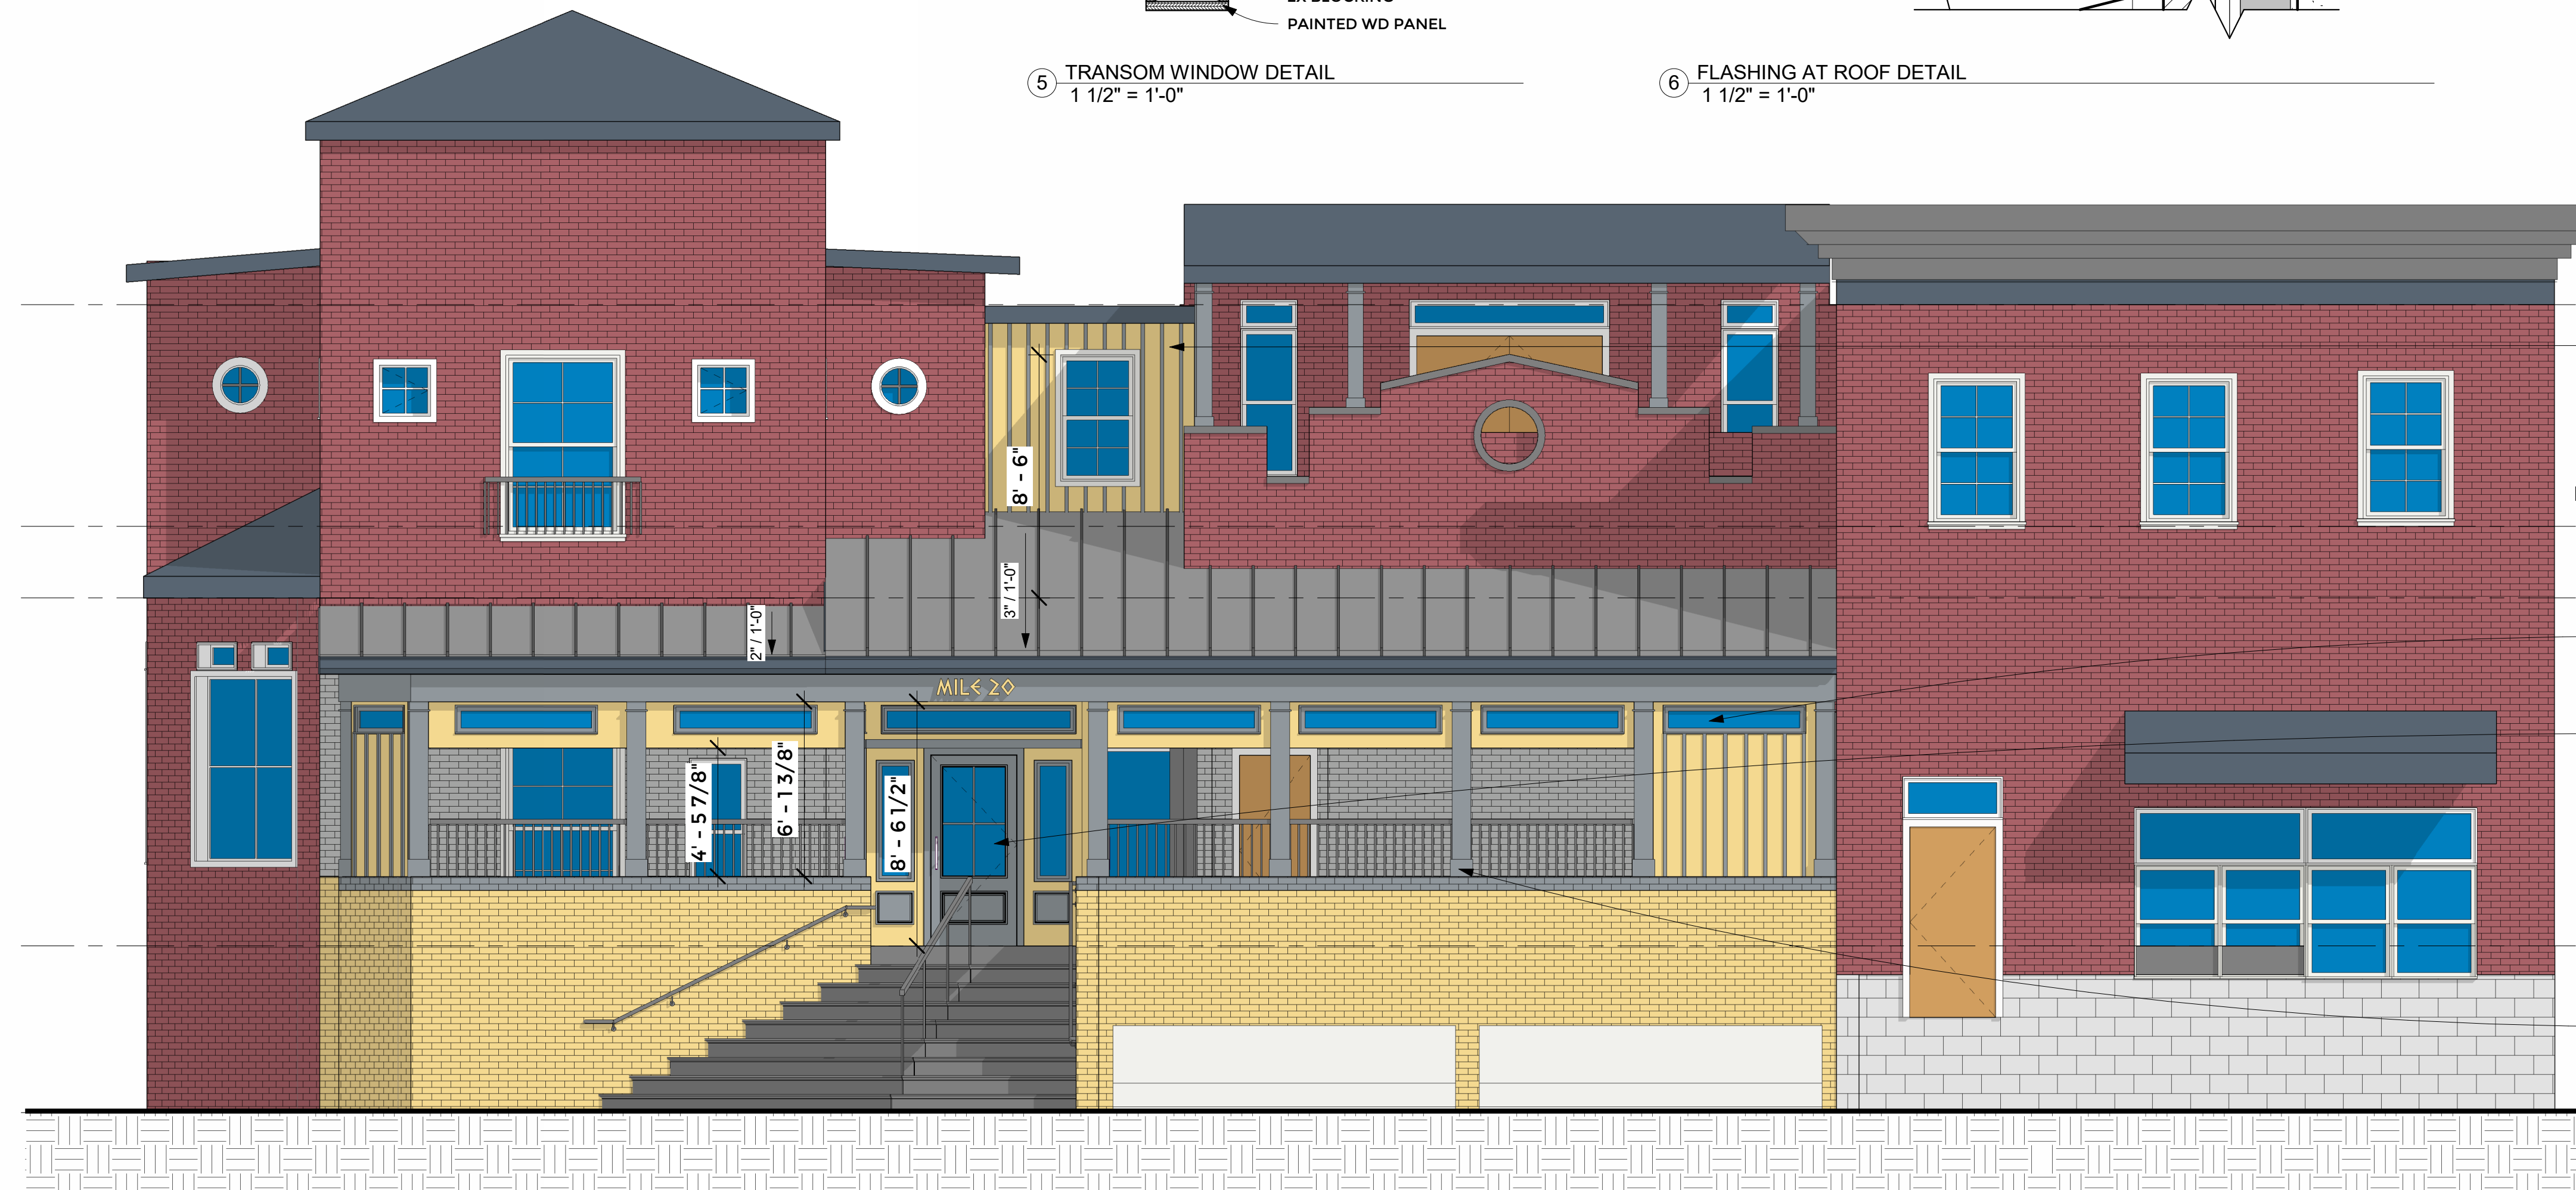 PAINTED WD PANEL
5 TRANSOM WINDOW DETAIL
1 1/2" = 1'-0"
6 FLASHING AT ROOF DETAIL
1 1/2" = 1'-0"
8' - 6"
3" / 1'-0"
2" / 1'-0"
MILE 20
4' - 5 7/8"
6' - 1 3/8"
8' - 6 1/2"